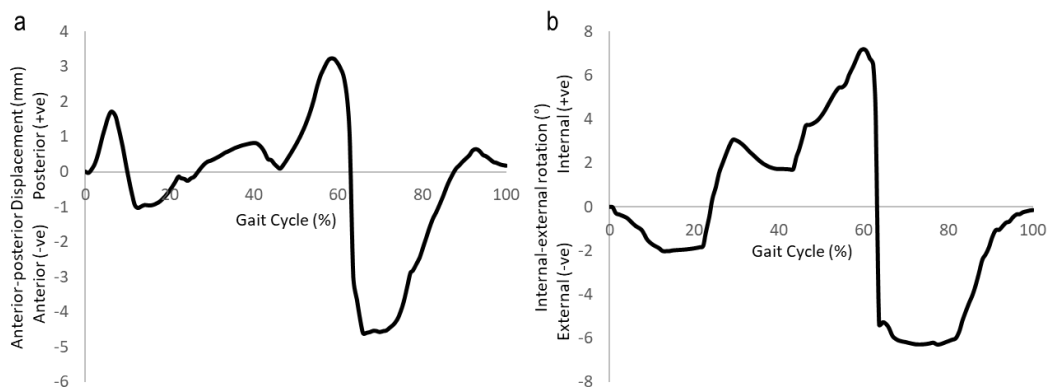 a
Anterior-posterior Displacement (mm)
Anterior (-ve) Posterior (+ve)
4
3
2
1
0
-1
-2
-3
-4
-5
-6
0 20 40 60 80 100
Gait Cycle (%)
b
Internal-external rotation (°)
External (-ve) Internal (+ve)
8
6
4
2
0
-2
-4
-6
-8
0 20 40 60 80 100
Gait Cycle (%)